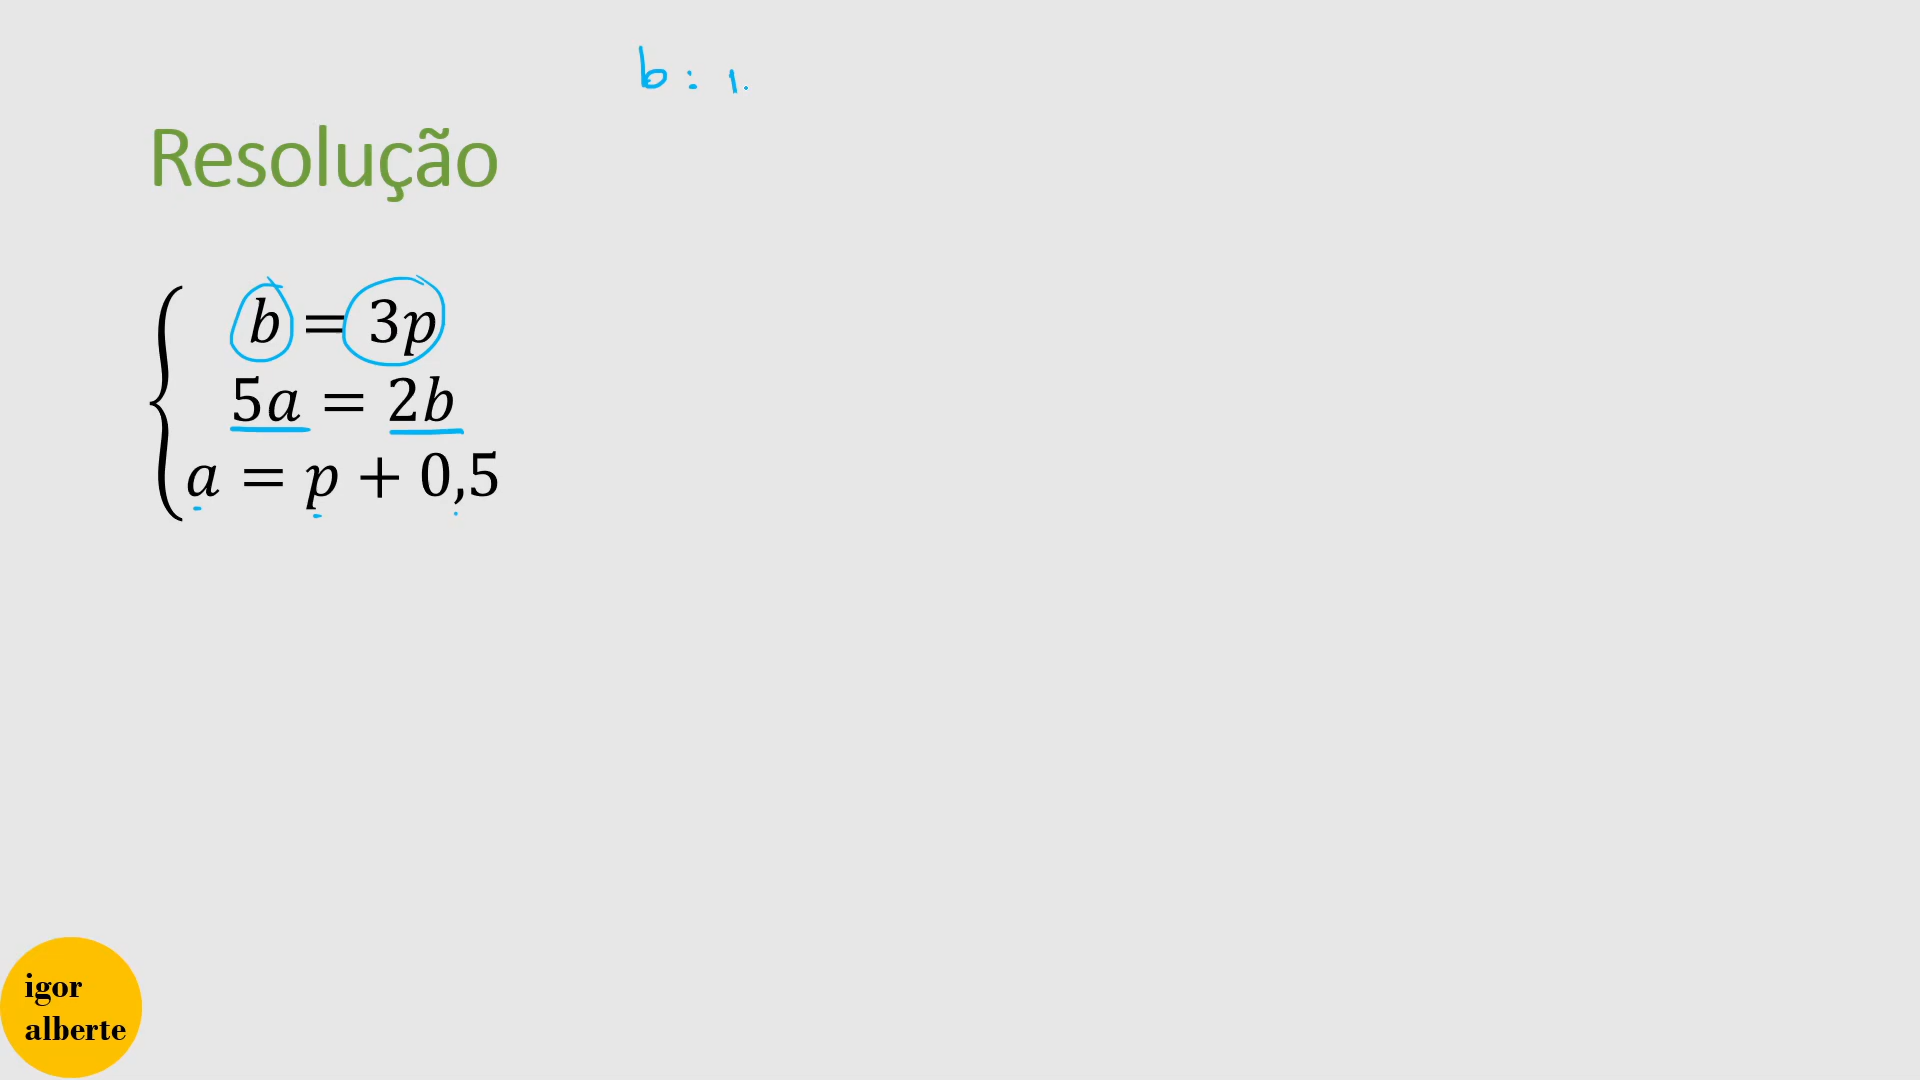 b : 1.
Resolução
b = 3p
5a = 2b
a = p + 0,5
igor
alberte